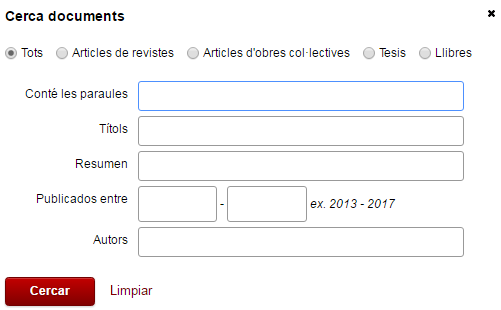 Cerca documents ×
Tots Articles de revistes Articles d'obres col·lectives Tesis Llibres
Conté les paraules
Títols
Resumen
Publicados entre - ex. 2013 - 2017
Autors
Cercar Limpiar